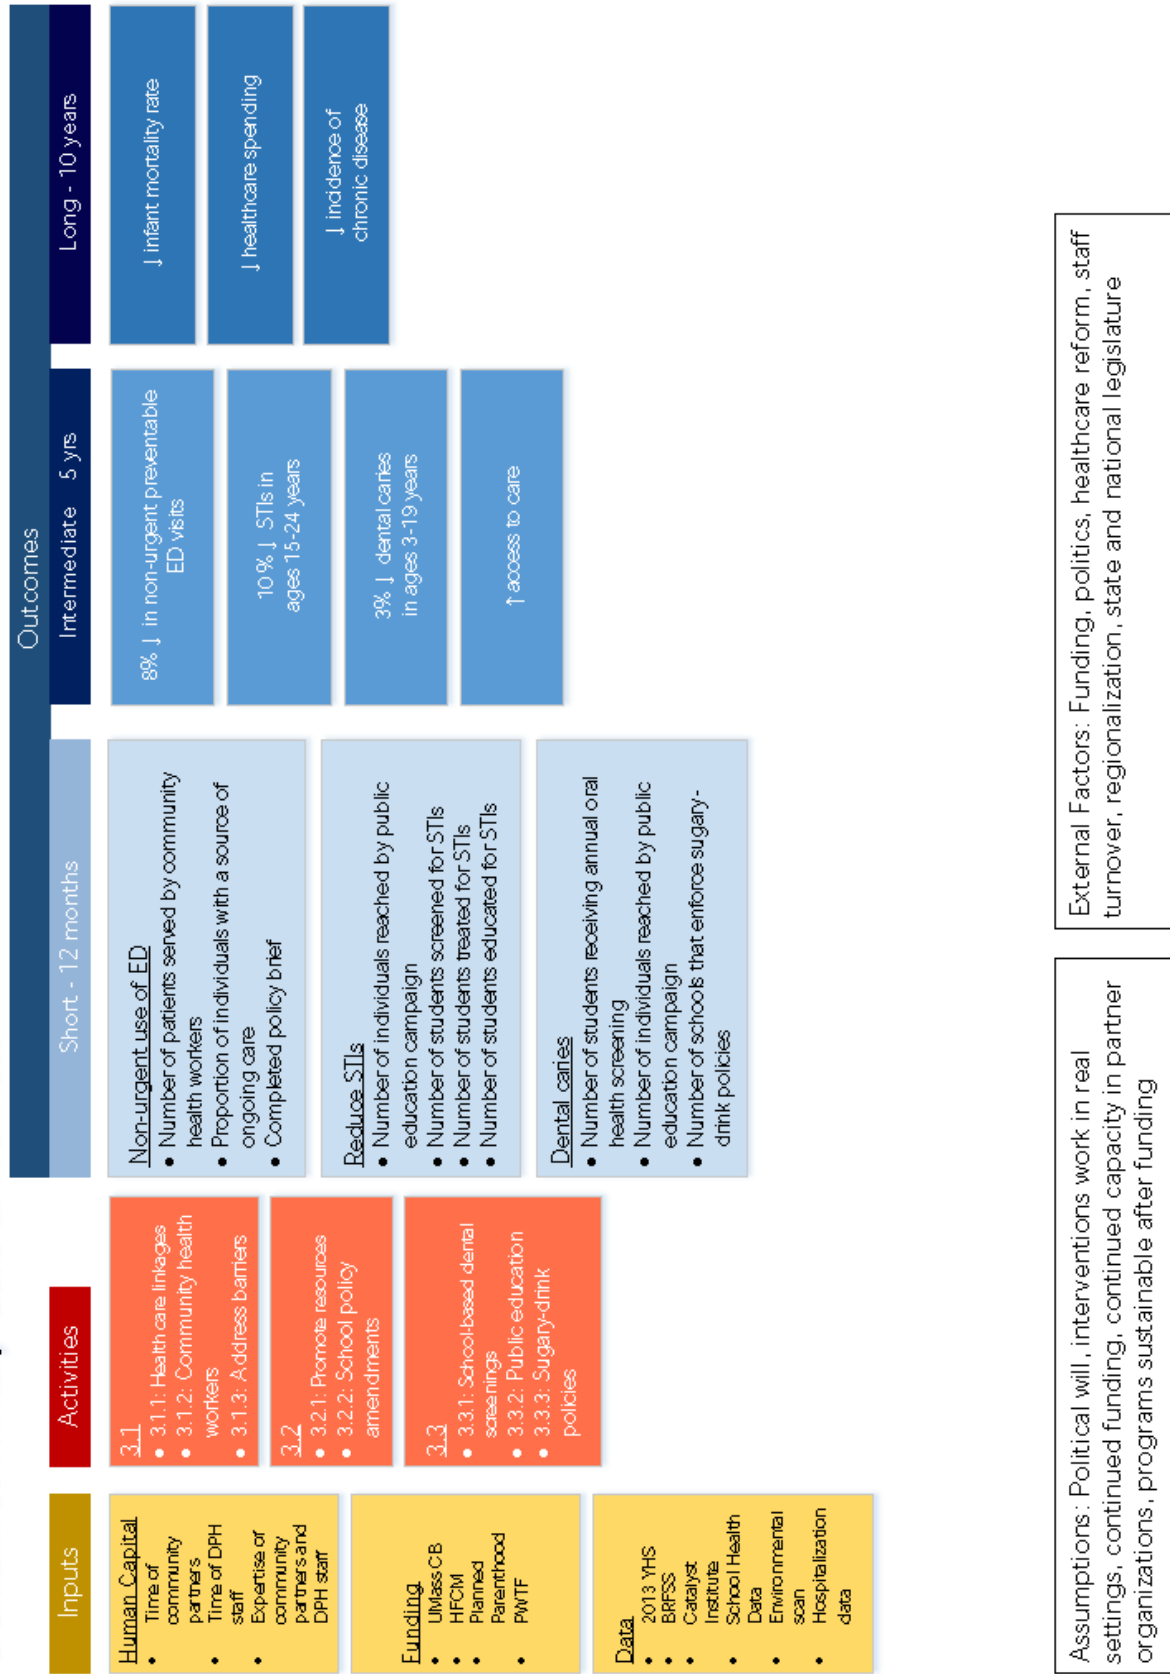 Inputs
Human Capital
• Time of
community
partners
• Time of DPH
staff
• Expertise of
community
partners and
DPH staff
Funding
• UMass CB
• HFCM
• Planned
Parenthood
• PWTF
Data
• 2013 YHS
• BRFSS
• Catalyst
Institute
• School Health
Data
• Environmental
scan
• Hospitalization
data
Activities
3.1
• 3.1.1: Healthcare linkages
• 3.1.2: Community health
workers
• 3.1.3: Address barriers
3.2
• 3.2.1: Promote resources
• 3.2.2: School policy
amendments
3.3
• 3.3.1: School-based dental
screenings
• 3.3.2: Public education
• 3.3.3: Sugary-drink
policies
Outcomes
Short - 12 months
Non-urgent use of ED
• Number of patients served by community
health workers
• Proportion of individuals with a source of
ongoing care
• Completed policy brief
Reduce STIs
• Number of individuals reached by public
education campaign
• Number of students screened for STIs
• Number of students treated for STIs
• Number of students educated for STIs
Dental caries
• Number of students receiving annual oral
health screening
• Number of individuals reached by public
education campaign
• Number of schools that enforce sugary-
drink policies
Intermediate 5 yrs
8% ↓ in non-urgent preventable
ED visits
10% ↓ STIs in
ages 15-24 years
3% ↓ dental caries
in ages 3-19 years
↑ access to care
Long - 10 years
↓ infant mortality rate
↓ healthcare spending
↓ incidence of
chronic disease
Assumptions: Political will, interventions work in real
settings, continued funding, continued capacity in partner
organizations, programs sustainable after funding
External Factors: Funding, politics, healthcare reform, staff
turnover, regionalization, state and national legislature